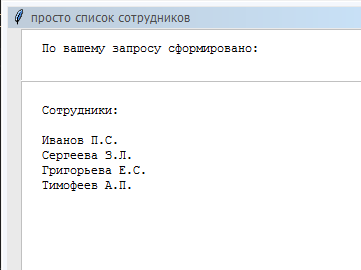 просто список сотрудников
По вашему запросу сформировано:
Сотрудники:
Иванов П.С.
Сергеева З.Л.
Григорьева Е.С.
Тимофеев А.П.